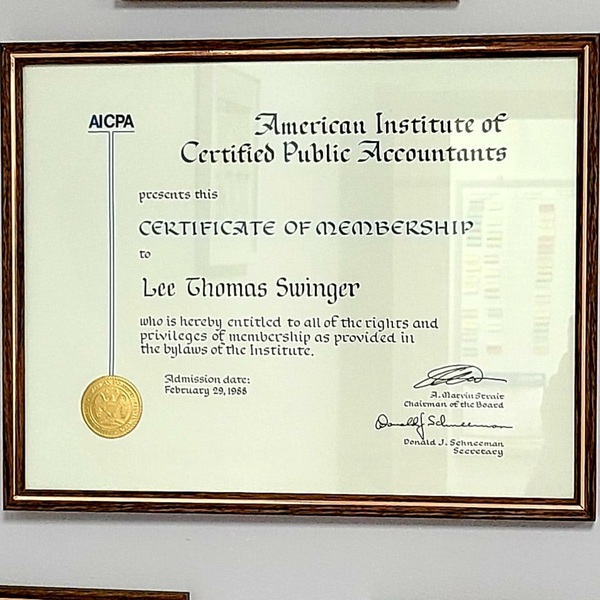 AICPA
American Institute of
Certified Public Accountants
presents this
CERTIFICATE OF MEMBERSHIP
to
Lee Thomas Swinger
who is hereby entitled to all of the rights and
privileges of membership as provided in
the bylaws of the Institute.
Admission date:
February 29, 1988
A. Marvin Strait
Chairman of the Board
Donald J. Schneeman
Donald J. Schneeman
Secretary